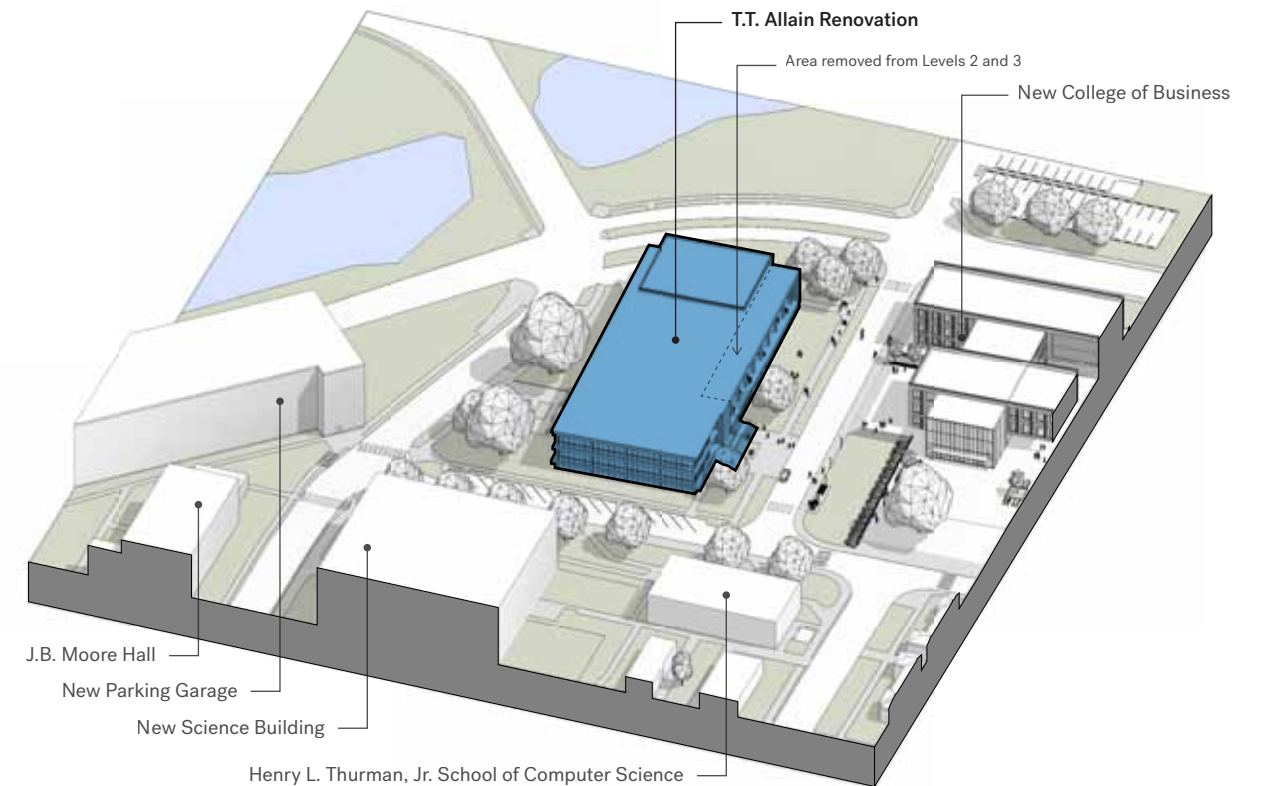 T.T. Allain Renovation
Area removed from Levels 2 and 3
New College of Business
J.B. Moore Hall
New Parking Garage
New Science Building
Henry L. Thurman, Jr. School of Computer Science